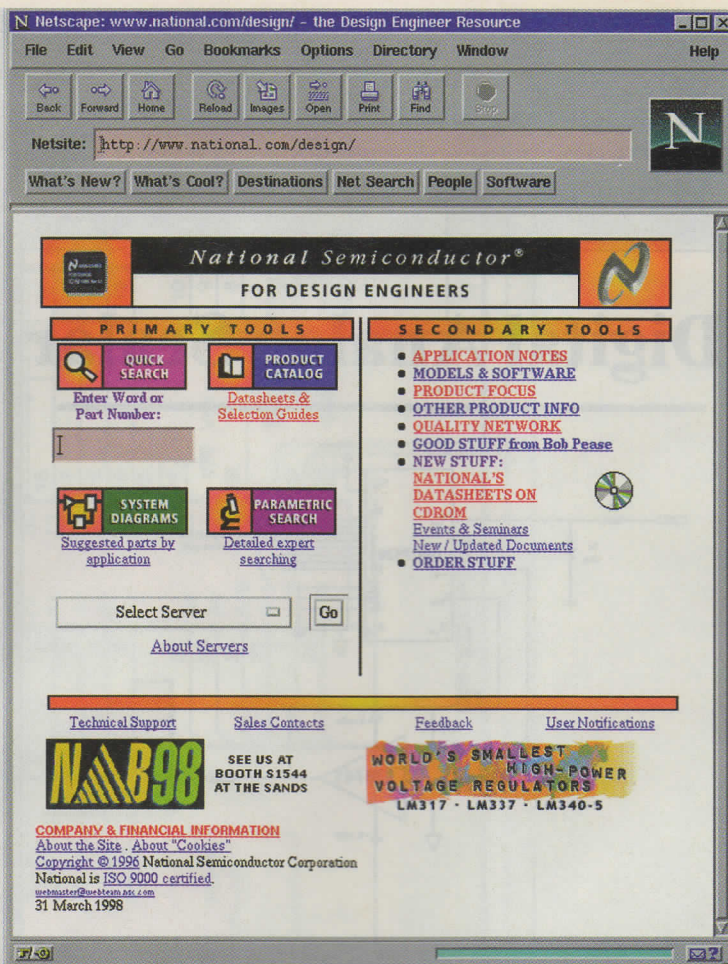 Netscape: www.national.com/design/ - the Design Engineer Resource
File Edit View Go Bookmarks Options Directory Window Help
Back Forward Home Reload Images Open Print Find Stop
N
Netsite: http://www.national.com/design/
What's New? What's Cool? Destinations Net Search People Software
National Semiconductor®
FOR DESIGN ENGINEERS
PRIMARY TOOLS
QUICK SEARCH
PRODUCT CATALOG
Enter Word or
Part Number:
Datasheets &
Selection Guides
SYSTEM DIAGRAMS
PARAMETRIC SEARCH
Suggested parts by
application
Detailed expert
searching
Select Server Go
About Servers
SECONDARY TOOLS
APPLICATION NOTES
MODELS & SOFTWARE
PRODUCT FOCUS
OTHER PRODUCT INFO
QUALITY NETWORK
GOOD STUFF from Bob Pease
NEW STUFF:
NATIONAL'S
DATASHEETS ON
CDROM
Events & Seminars
New / Updated Documents
ORDER STUFF
Technical Support Sales Contacts Feedback User Notifications
NAB98
SEE US AT
BOOTH S1544
AT THE SANDS
WORLD'S SMALLEST
HIGH-POWER
VOLTAGE REGULATORS
LM317 · LM337 · LM340-5
COMPANY & FINANCIAL INFORMATION
About the Site . About "Cookies"
Copyright © 1996 National Semiconductor Corporation
National is ISO 9000 certified.
webmaster@webteam.nsc.com
31 March 1998